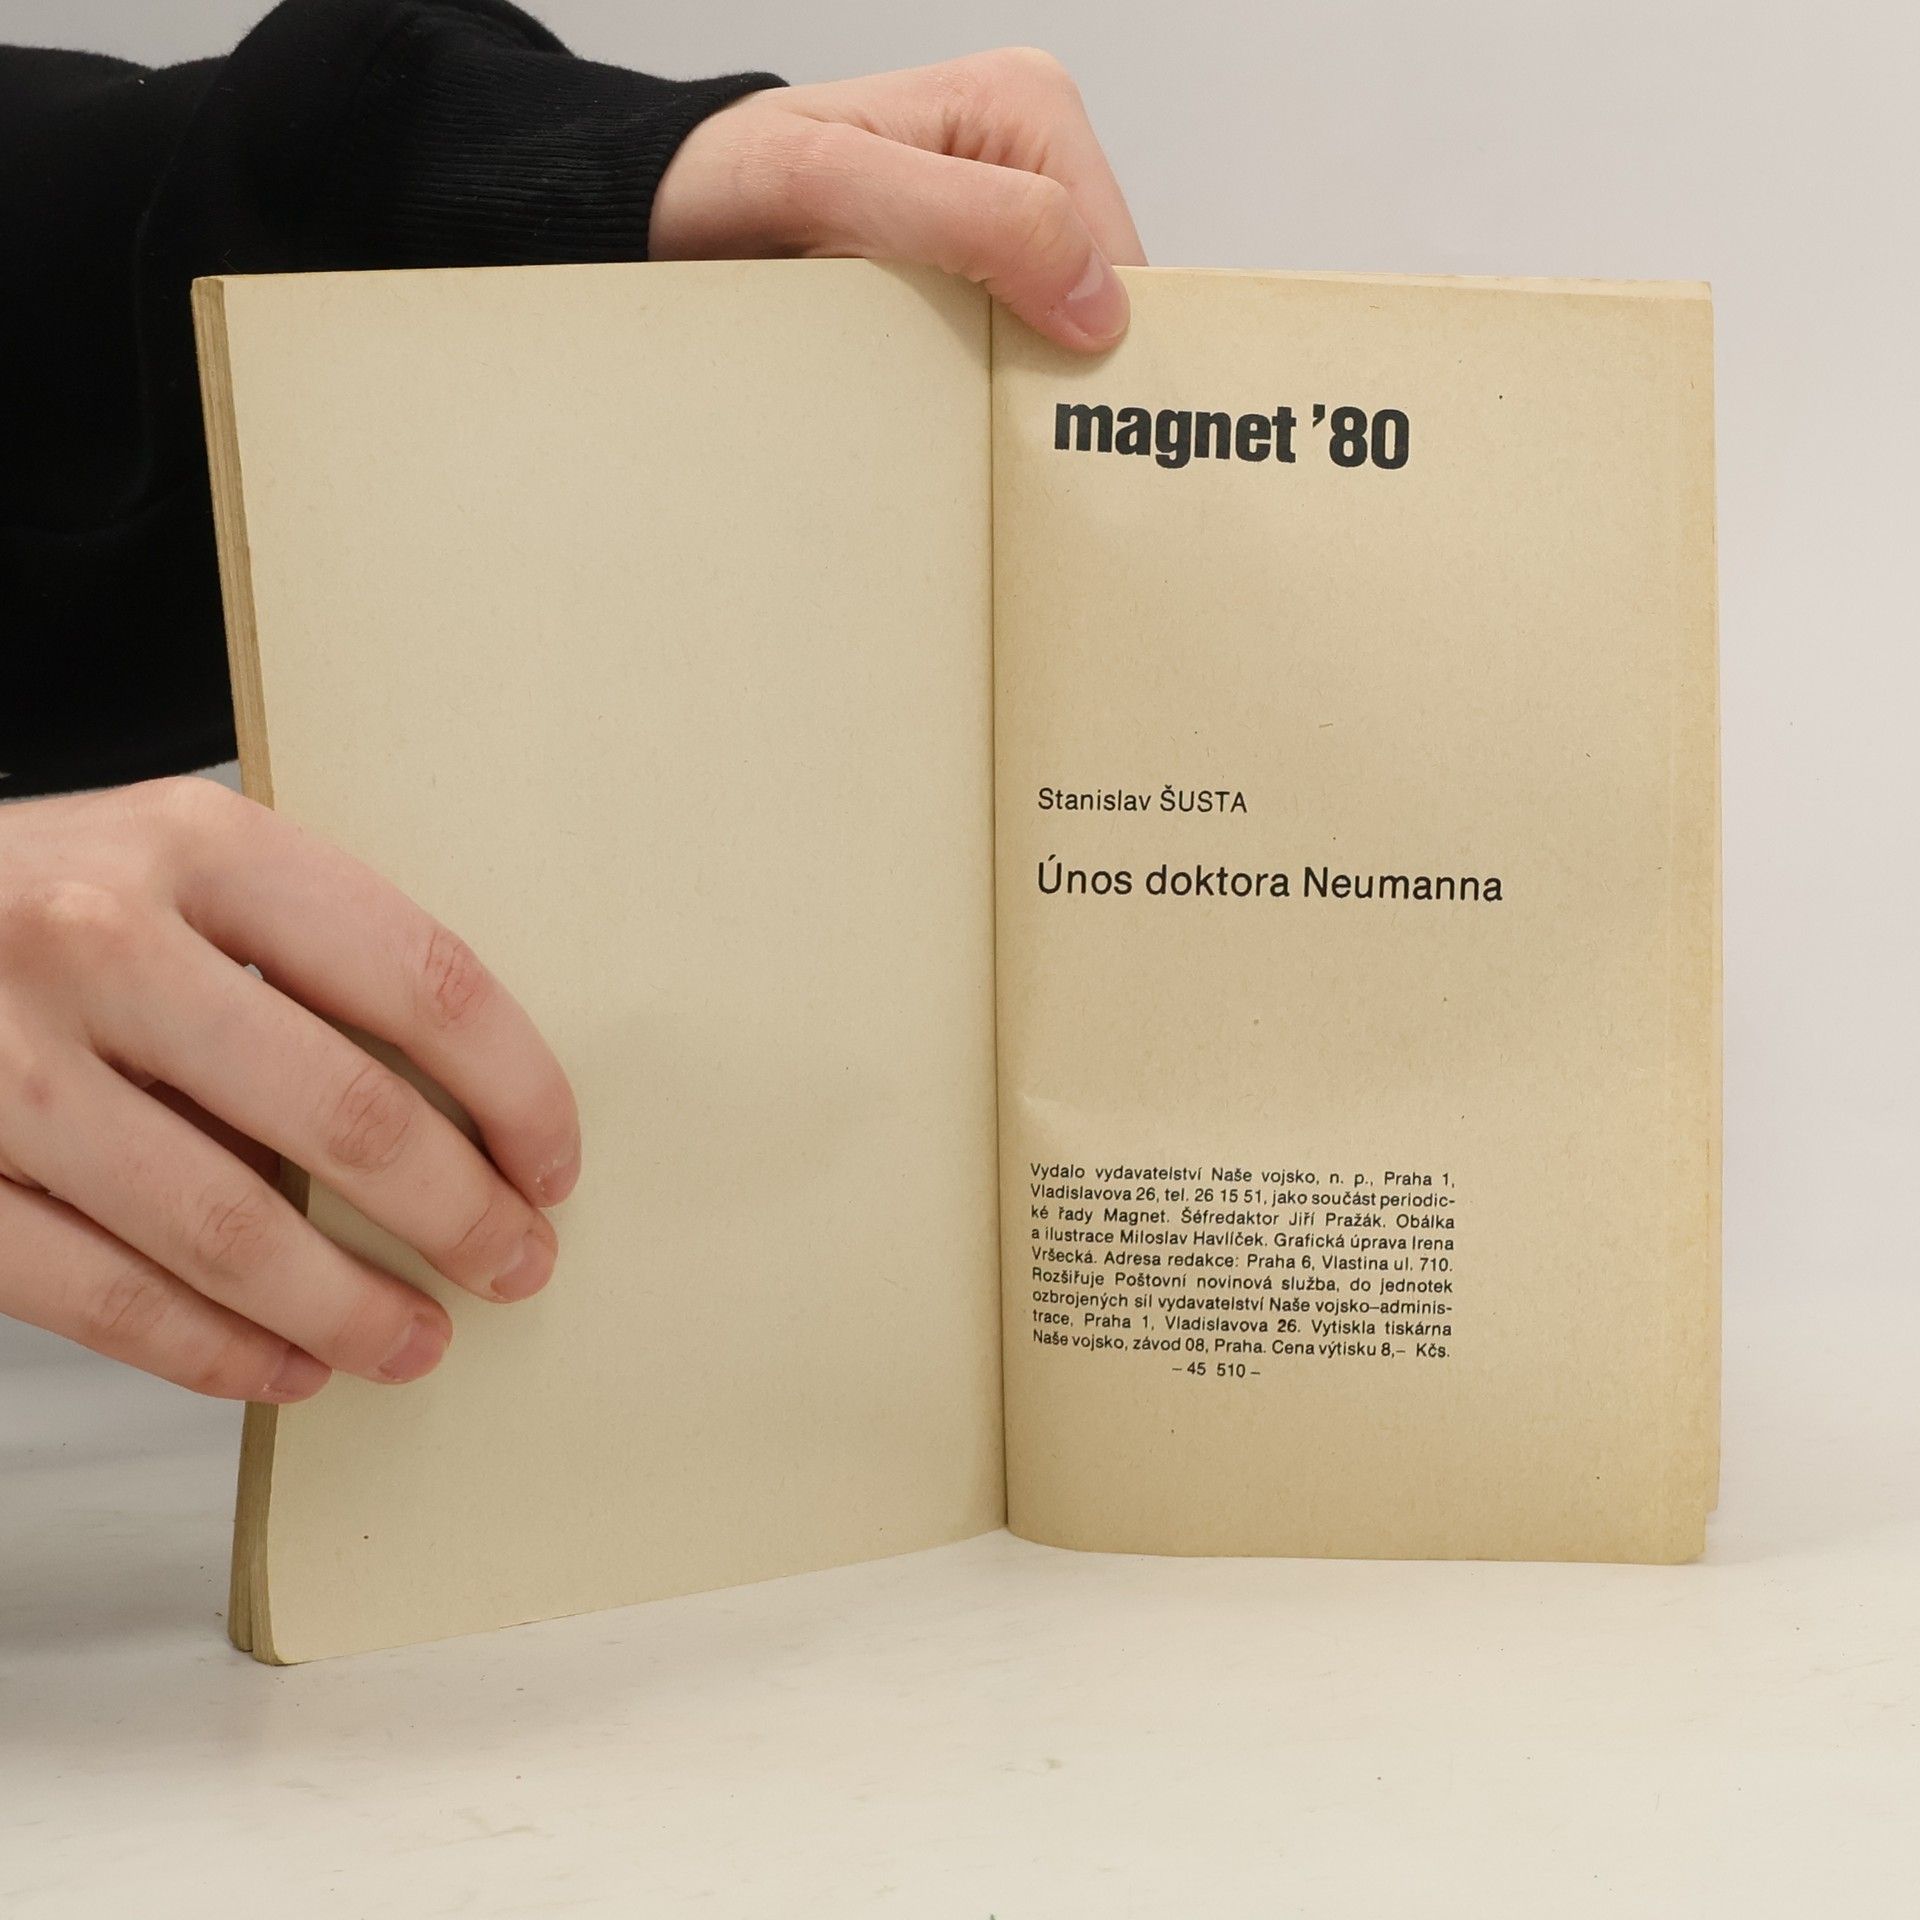 magnet ’80
Stanislav ŠUSTA
Únos doktora Neumanna
Vydalo vydavatelství Naše vojsko, n. p., Praha 1,
Vladislavova 26, tel. 26 15 51, jako součást periodic-
ké řady Magnet. Šéfredaktor Jiří Pražák. Obálka
a ilustrace Miloslav Havlíček. Grafická úprava Irena
Vršecká. Adresa redakce: Praha 6, Vlastina ul. 710.
Rozšiřuje Poštovní novinová služba, do jednotek
ozbrojených sil vydavatelství Naše vojsko–adminis-
trace, Praha 1, Vladislavova 26. Vytiskla tiskárna
Naše vojsko, závod 08, Praha. Cena výtisku 8,– Kčs.
– 45 510 –